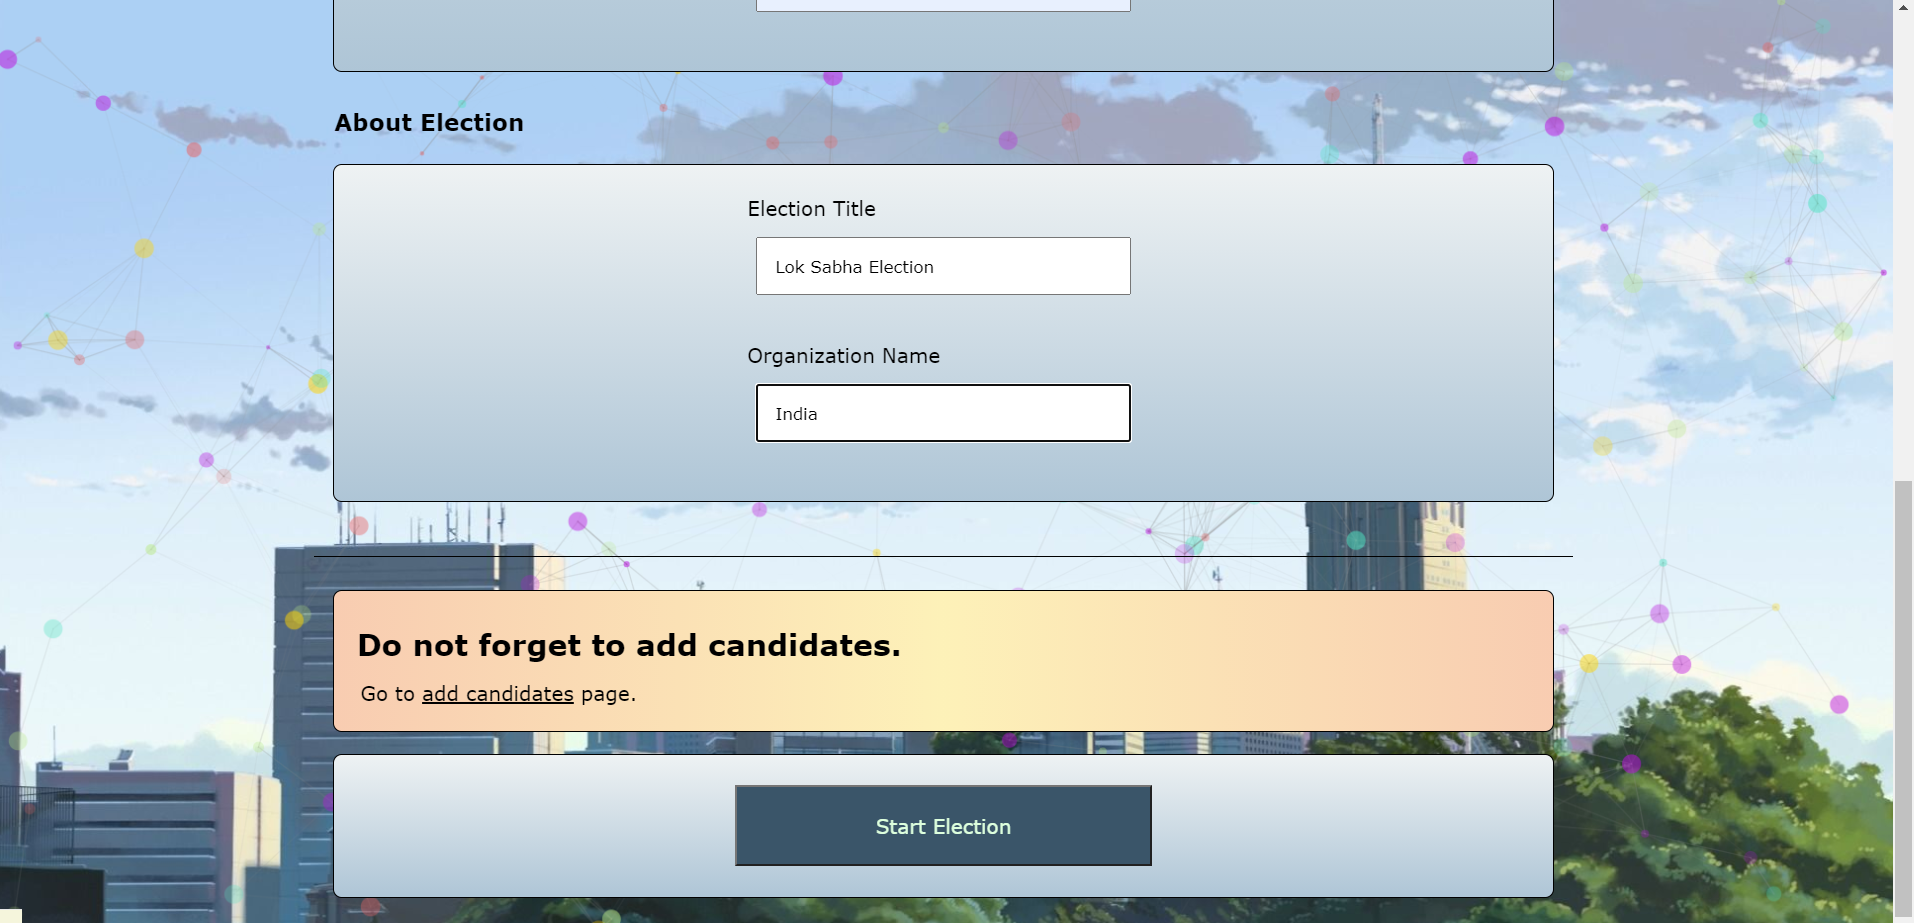 About Election
Election Title
Lok Sabha Election
Organization Name
India
Do not forget to add candidates.
Go to add candidates page.
Start Election